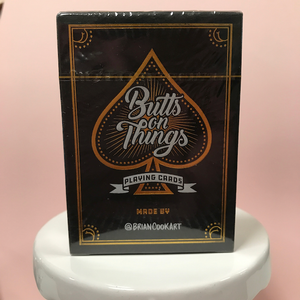 Butts
on
Things
PLAYING CARDS
MADE BY
@BRIANCOOKART